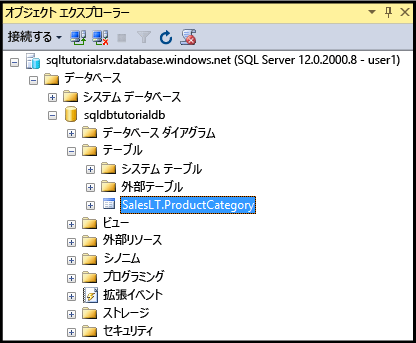 オブジェクト エクスプローラー
接続する
sqltutorialsrv.database.windows.net (SQL Server 12.0.2000.8 - user1)
データベース
システム データベース
sqldbtutorialdb
データベース ダイアグラム
テーブル
システム テーブル
外部テーブル
SalesLT.ProductCategory
ビュー
外部リソース
シノニム
プログラミング
拡張イベント
ストレージ
セキュリティ